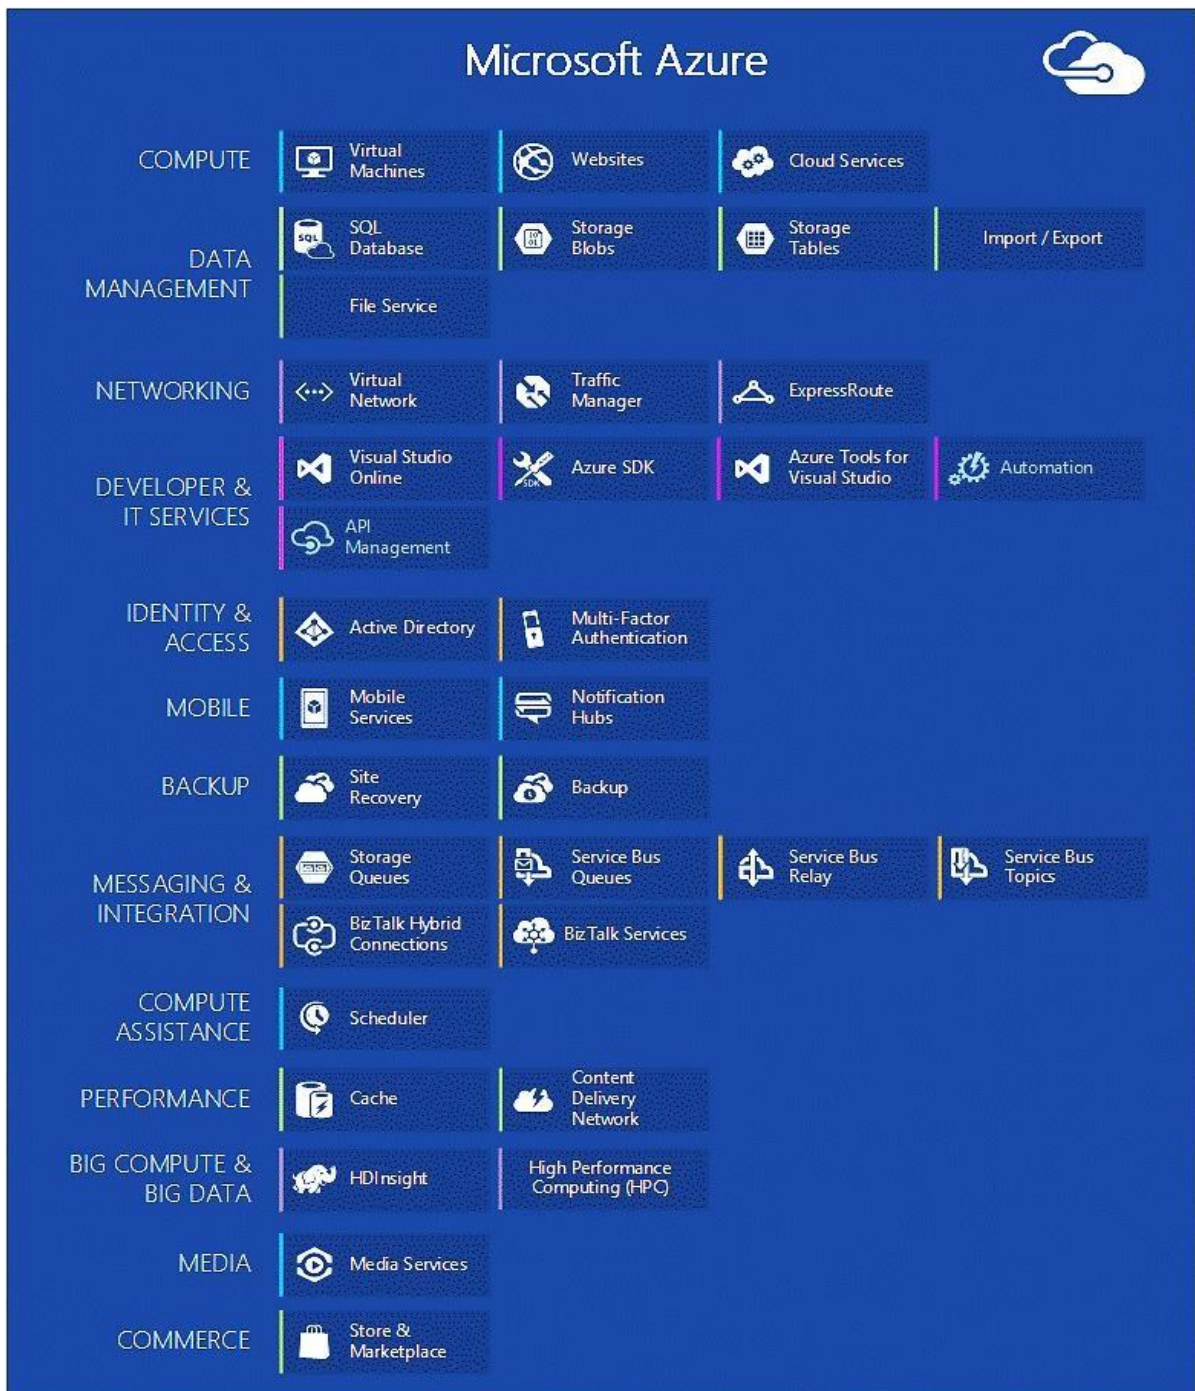 Microsoft Azure
COMPUTE
Virtual
Machines
Websites
Cloud Services
DATA
MANAGEMENT
SQL
SQL
Database
Storage
Blobs
Storage
Tables
Import / Export
File Service
NETWORKING
Virtual
Network
Traffic
Manager
ExpressRoute
DEVELOPER &
IT SERVICES
Visual Studio
Online
SDK
Azure SDK
Azure Tools for
Visual Studio
Automation
API
Management
IDENTITY &
ACCESS
Active Directory
Multi-Factor
Authentication
MOBILE
Mobile
Services
Notification
Hubs
BACKUP
Site
Recovery
Backup
MESSAGING &
INTEGRATION
Storage
Queues
Service Bus
Queues
Service Bus
Relay
Service Bus
Topics
BizTalk Hybrid
Connections
BizTalk Services
COMPUTE
ASSISTANCE
Scheduler
PERFORMANCE
Cache
Content
Delivery
Network
BIG COMPUTE &
BIG DATA
HDInsight
High Performance
Computing (HPC)
MEDIA
Media Services
COMMERCE
Store &
Marketplace